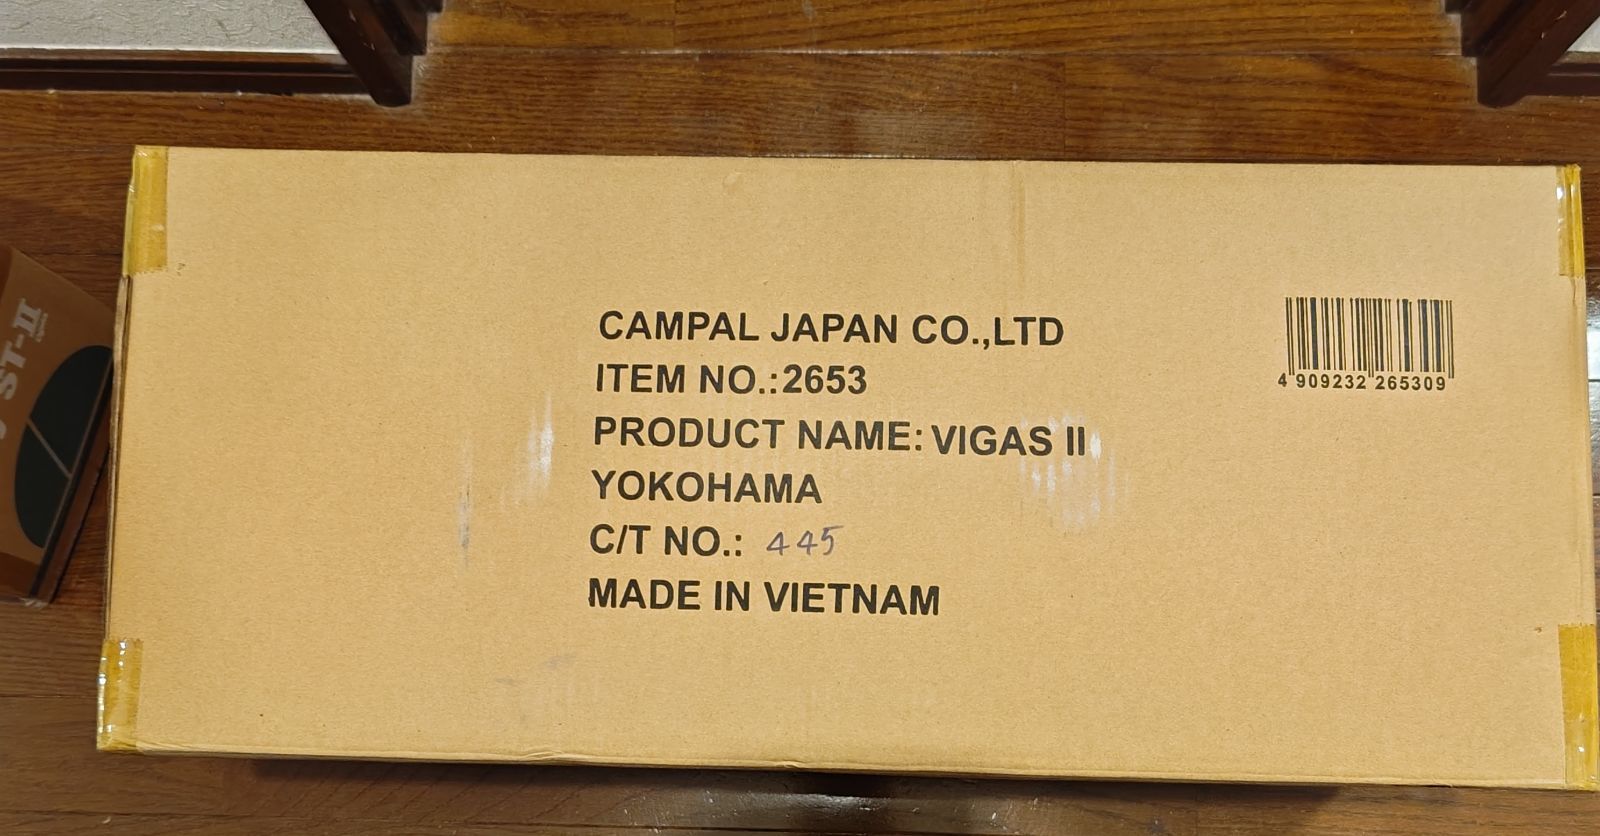 CAMPAL JAPAN CO.,LTD
ITEM NO.:2653
PRODUCT NAME: VIGAS II
YOKOHAMA
C/T NO.: 445
MADE IN VIETNAM
4 909232 265309
ST-II